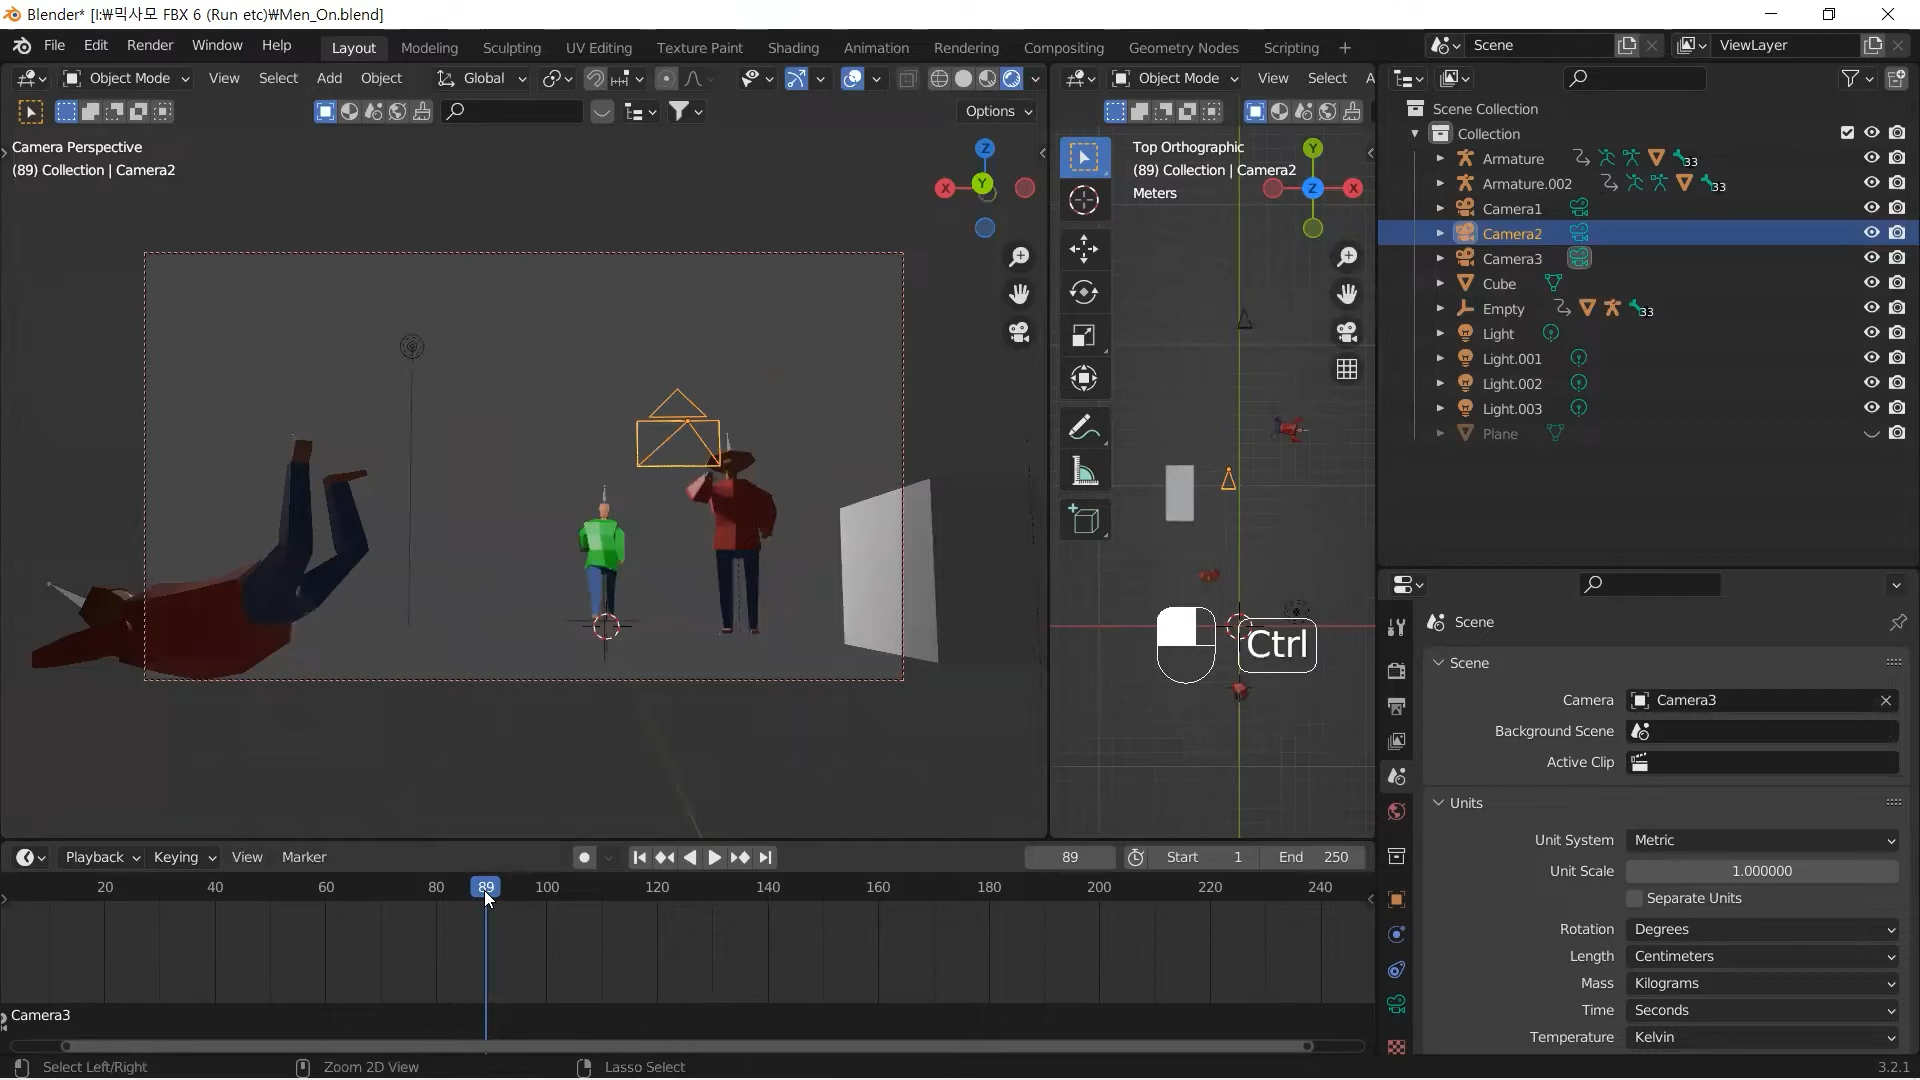 Blender* [I:₩믹사모 FBX 6 (Run etc)₩Men_On.blend]
File Edit Render Window Help
Layout Modeling Sculpting UV Editing Texture Paint Shading Animation Rendering Compositing Geometry Nodes Scripting +
Scene
ViewLayer
Object Mode View Select Add Object Global
Options
Camera Perspective
(89) Collection | Camera2
Z
X
Y
Object Mode View Select A
Top Orthographic
(89) Collection | Camera2
Meters
Y
X
Z
Ctrl
Scene Collection
Collection
Armature 33
Armature.002 33
Camera1
Camera2
Camera3
Cube
Empty 33
Light
Light.001
Light.002
Light.003
Plane
Scene
Scene
Camera Camera3
Background Scene
Active Clip
Units
Unit System Metric
Unit Scale 1.000000
Separate Units
Rotation Degrees
Length Centimeters
Mass Kilograms
Time Seconds
Temperature Kelvin
Playback Keying View Marker
89 Start 1 End 250
20 40 60 80 89 100 120 140 160 180 200 220 240
Camera3
Select Left/Right Zoom 2D View Lasso Select
3.2.1